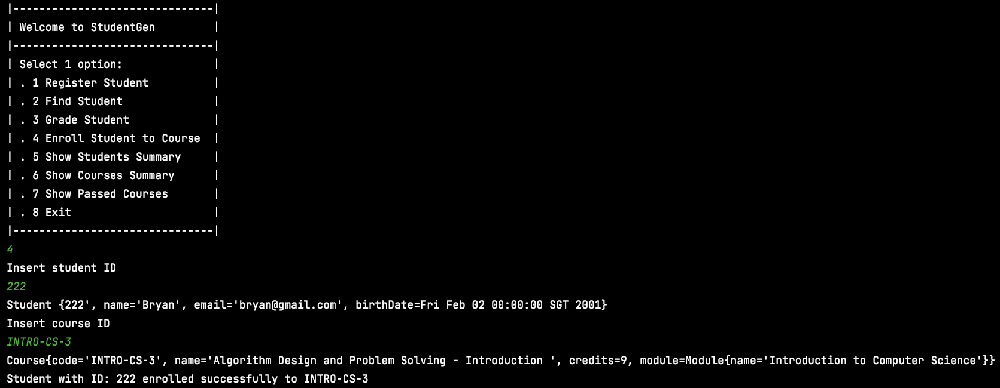 |-------------------------------|
| Welcome to StudentGen         |
|-------------------------------|
| Select 1 option:              |
| . 1 Register Student          |
| . 2 Find Student              |
| . 3 Grade Student             |
| . 4 Enroll Student to Course  |
| . 5 Show Students Summary     |
| . 6 Show Courses Summary      |
| . 7 Show Passed Courses       |
| . 8 Exit                      |
|-------------------------------|
4
Insert student ID
222
Student {222', name='Bryan', email='bryan@gmail.com', birthDate=Fri Feb 02 00:00:00 SGT 2001}
Insert course ID
INTRO-CS-3
Course{code='INTRO-CS-3', name='Algorithm Design and Problem Solving - Introduction ', credits=9, module=Module{name='Introduction to Computer Science'}}
Student with ID: 222 enrolled successfully to INTRO-CS-3